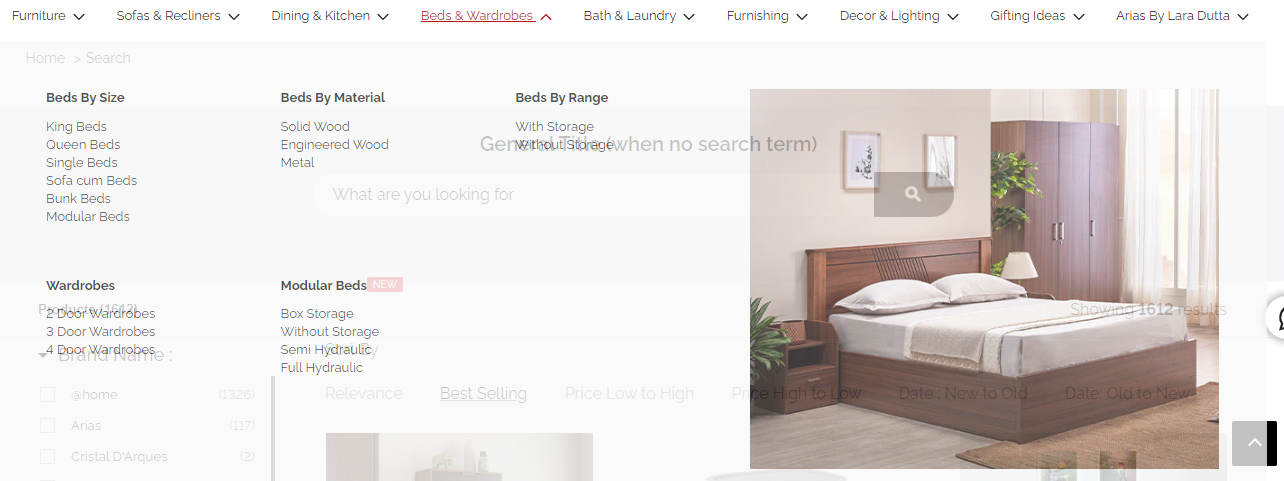 Furniture
Sofas & Recliners
Dining & Kitchen
Beds & Wardrobes
Bath & Laundry
Furnishing
Decor & Lighting
Gifting Ideas
Arias By Lara Dutta
Home > Search
Beds By Size
King Beds
Queen Beds
Single Beds
Sofa cum Beds
Bunk Beds
Modular Beds
Beds By Material
Solid Wood
Engineered Wood
Metal
Beds By Range
With Storage
Without Storage
General Title (when no search term)
What are you looking for
Wardrobes
2 Door Wardrobes
3 Door Wardrobes
4 Door Wardrobes
Modular Beds NEW
Box Storage
Without Storage
Semi Hydraulic
Full Hydraulic
Products (1612)
Showing 1612 results
Brand Name :
@home (1326)
Arias (117)
Cristal D'Arques (2)
Sort By
Relevance
Best Selling
Price Low to High
Price High to Low
Date : New to Old
Date: Old to New